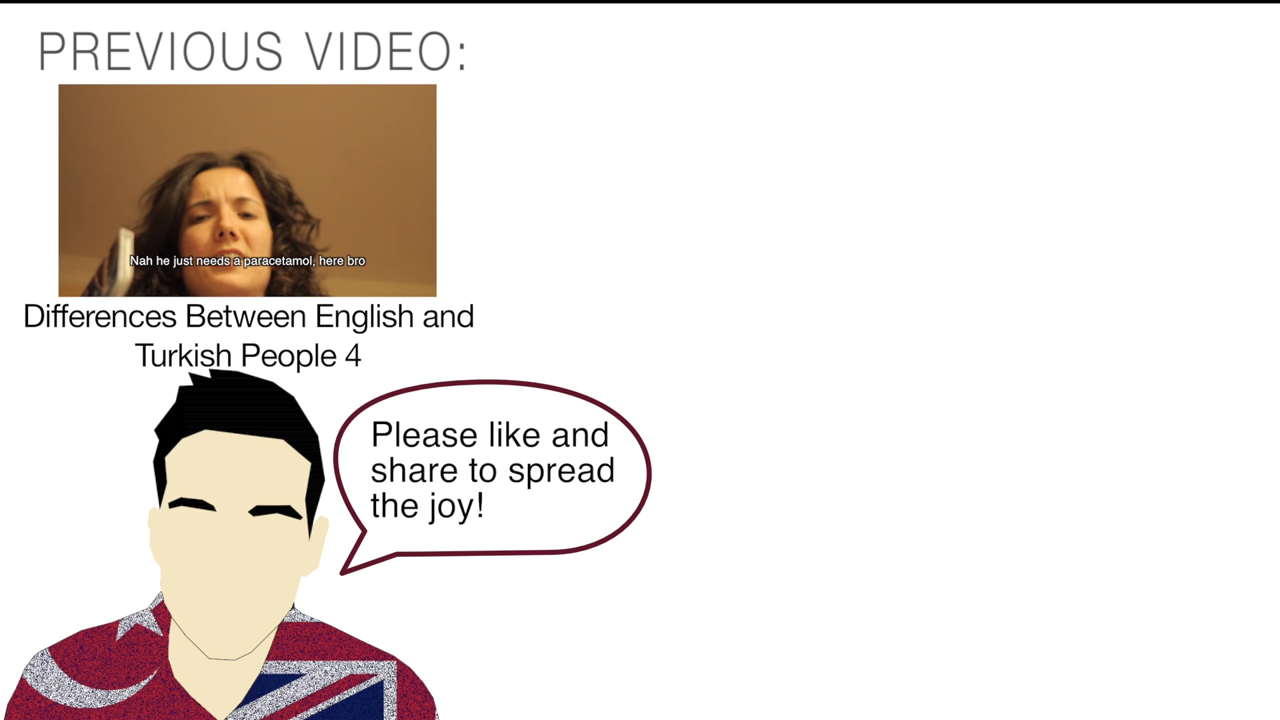 PREVIOUS VIDEO:
Nah he just needs a paracetamol, here bro
Differences Between English and
Turkish People 4
Please like and
share to spread
the joy!